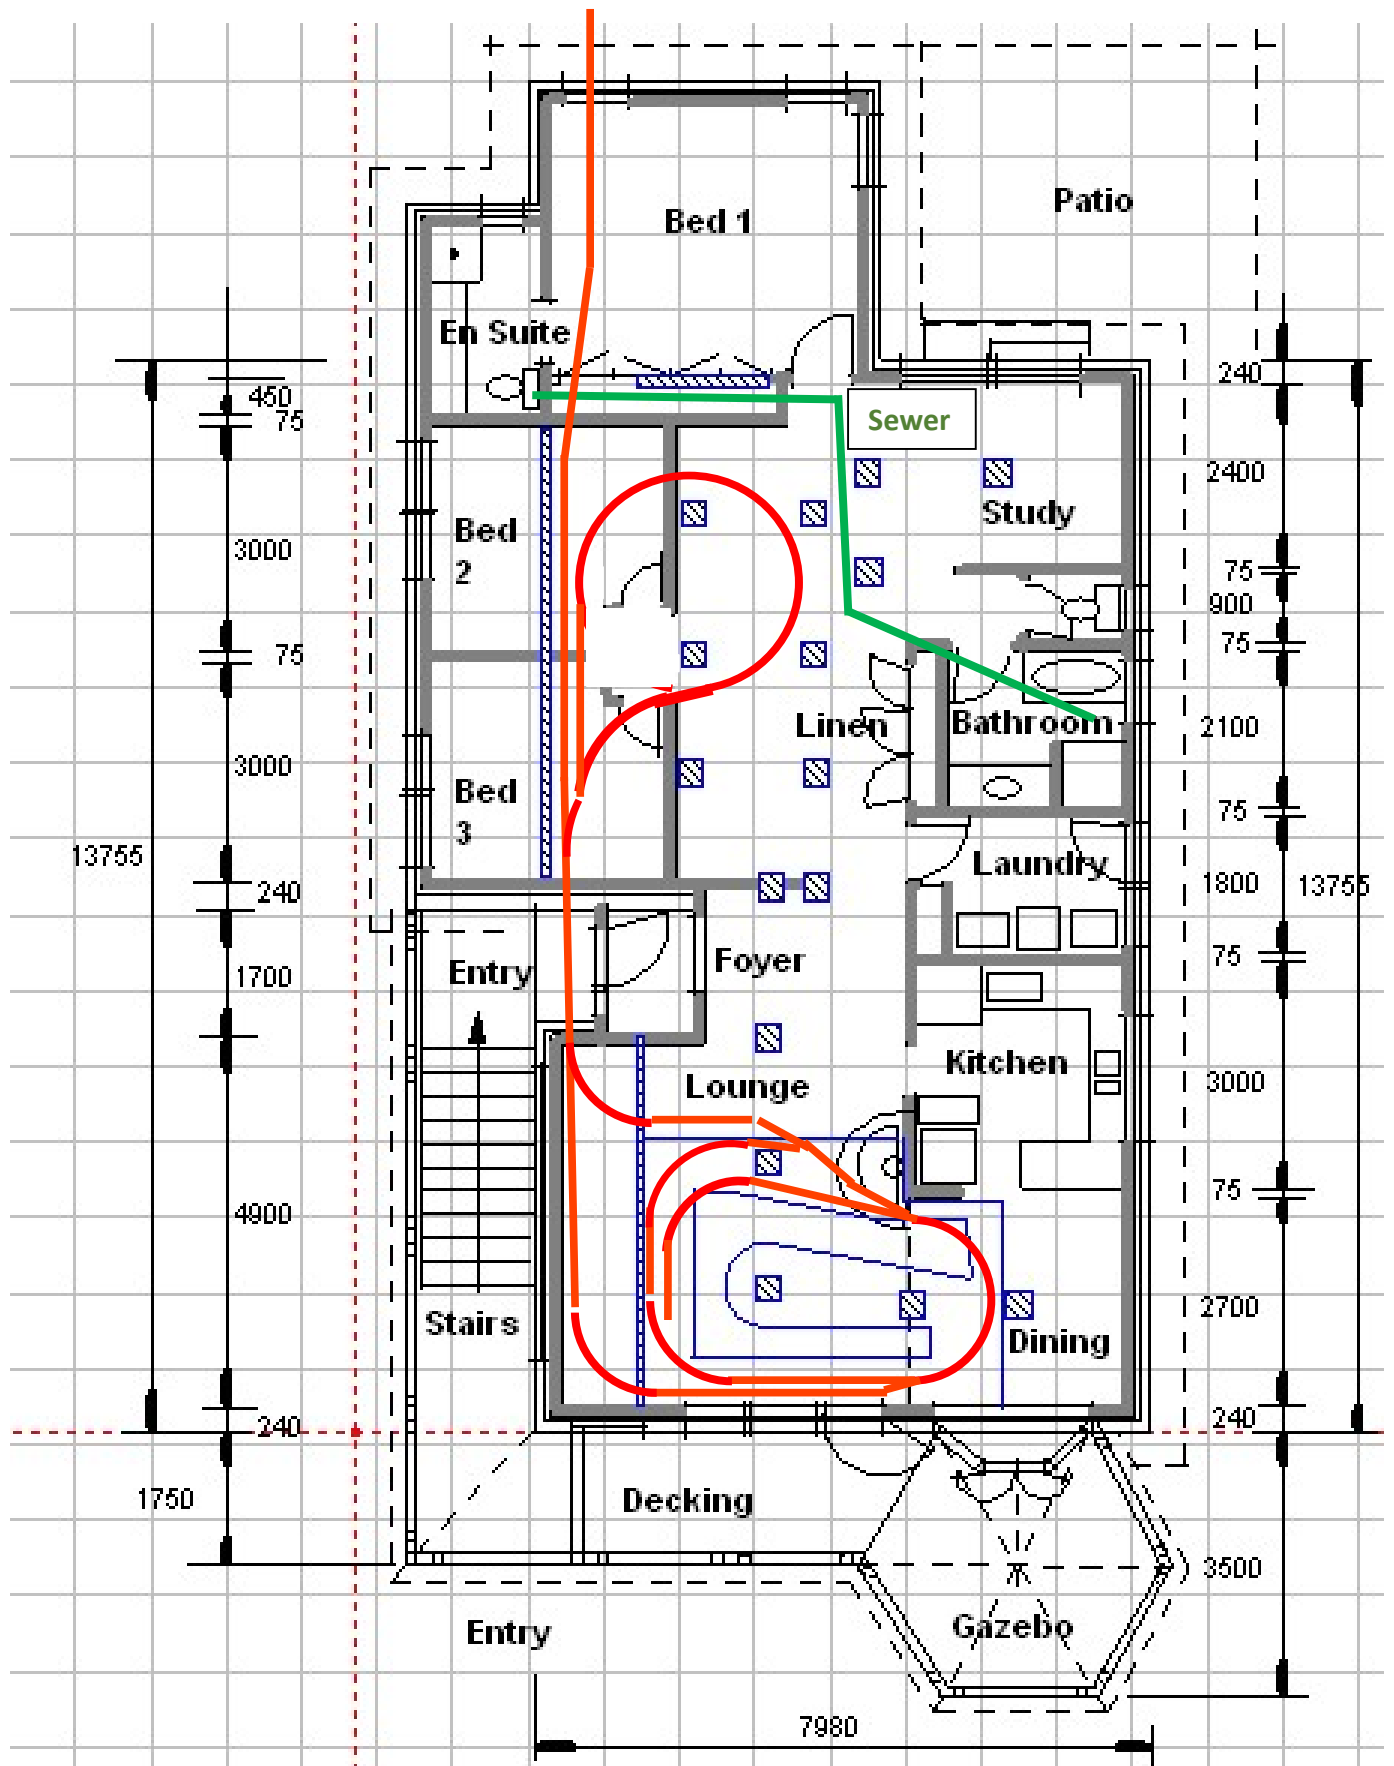 Patio
Bed 1
En Suite
240
450
75
Sewer
2400
Study
Bed
2
3000
75
900
75
75
Linen
Bathroom
2100
3000
Bed
3
75
13755
Laundry
240
1800
13755
Foyer
75
Entry
1700
Kitchen
Lounge
3000
75
4900
2700
Stairs
Dining
240
240
1750
Decking
3500
Gazebo
Entry
7980